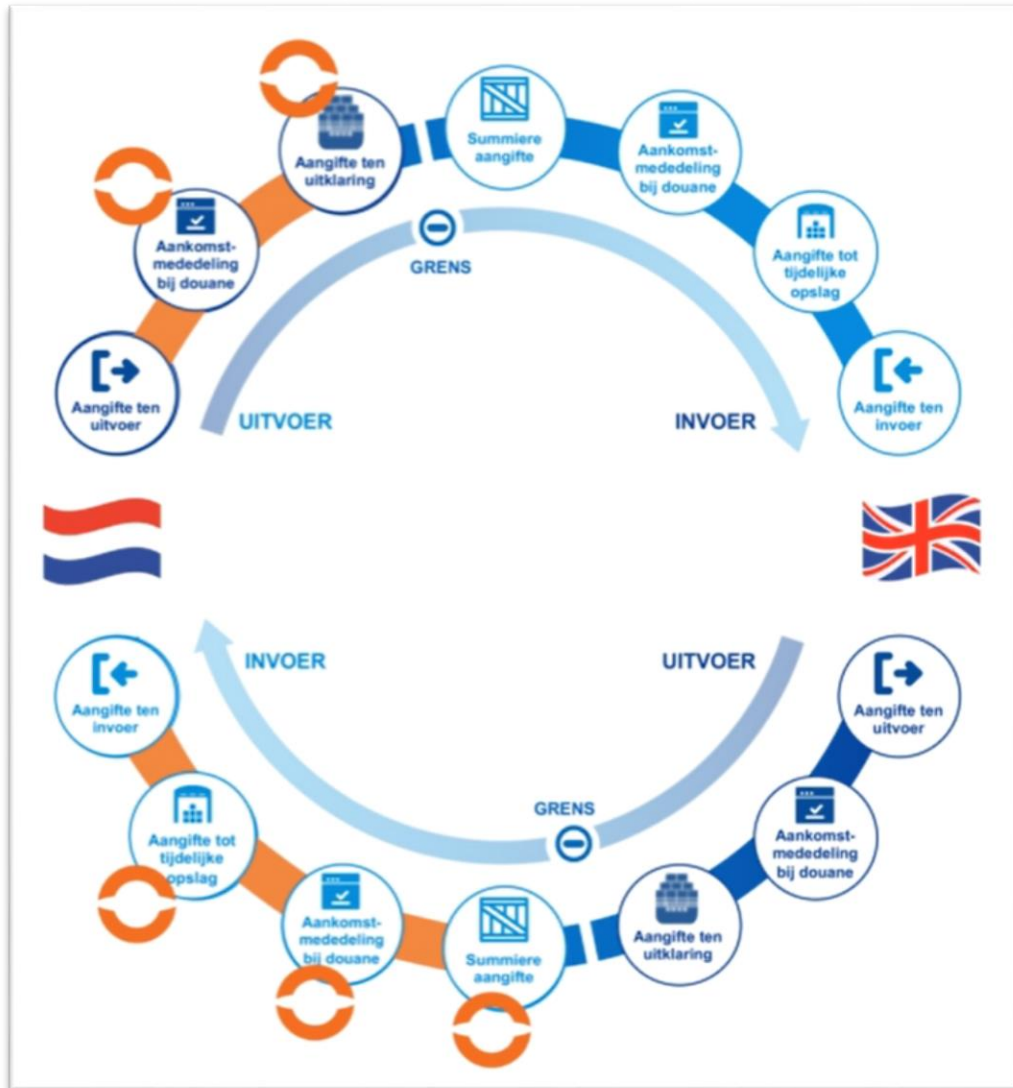 Aangifte ten
uitvoer
Aankomst-
mededeling
bij douane
Aangifte ten
uitklaring
Summiere
aangifte
Aankomst-
mededeling
bij douane
Aangifte tot
tijdelijke
opslag
Aangifte ten
invoer
GRENS
UITVOER
INVOER
INVOER
UITVOER
GRENS
Aangifte ten
invoer
Aangifte tot
tijdelijke
opslag
Aankomst-
mededeling
bij douane
Summiere
aangifte
Aangifte ten
uitklaring
Aankomst-
mededeling
bij douane
Aangifte ten
uitvoer